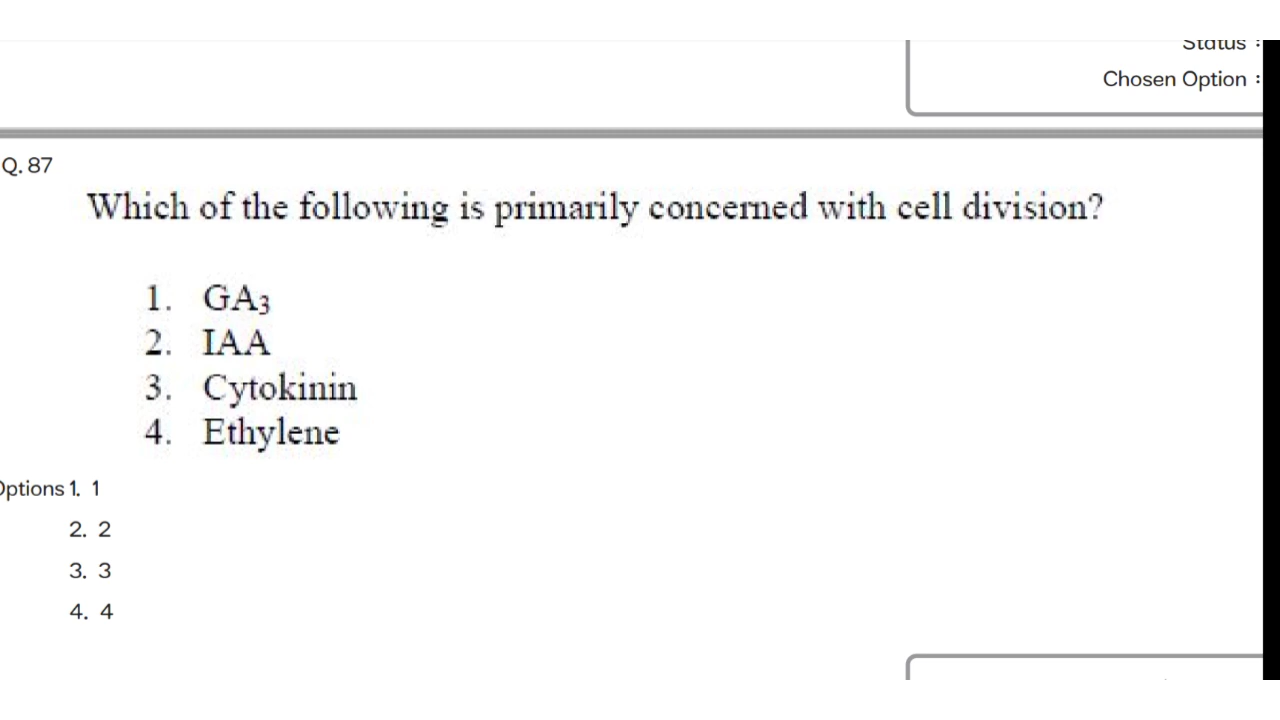 Status :
Chosen Option :
Q. 87
Which of the following is primarily concerned with cell division?
1. GA₃
2. IAA
3. Cytokinin
4. Ethylene
Options 1. 1
2. 2
3. 3
4. 4